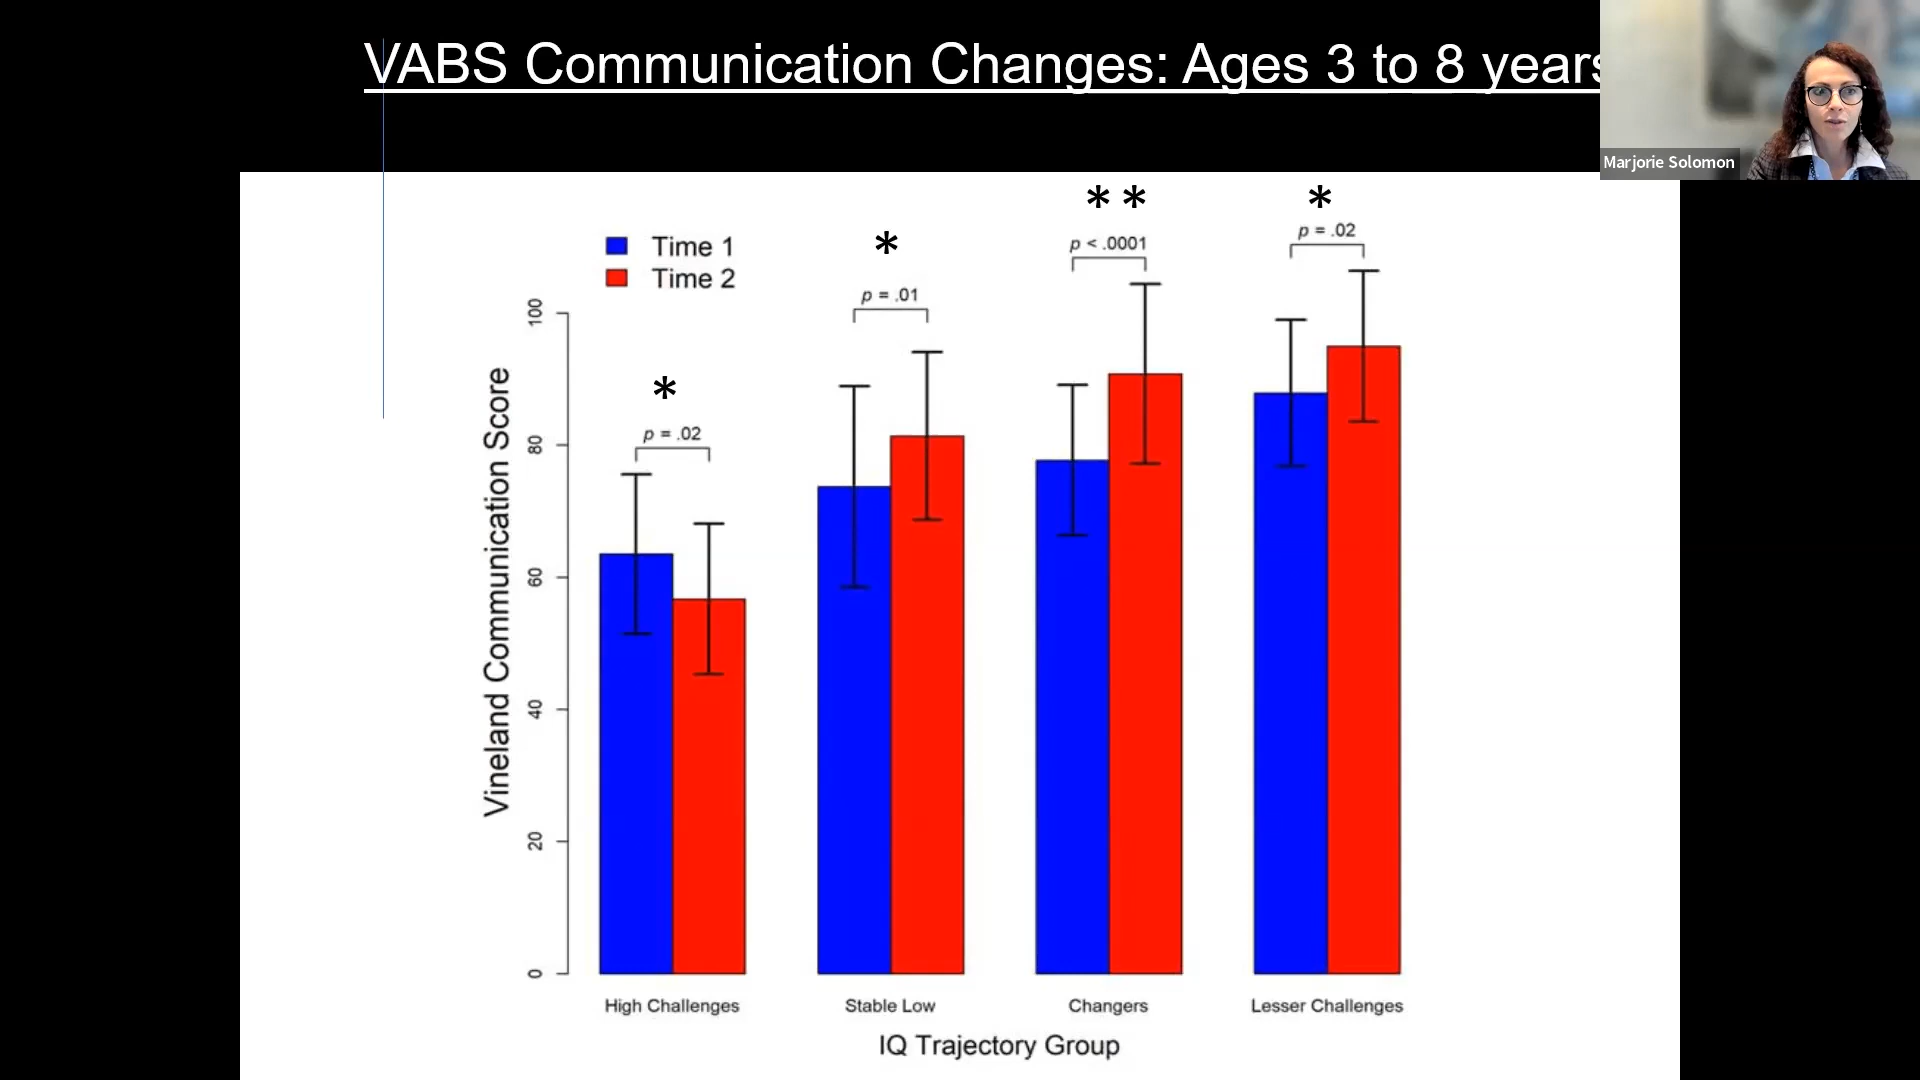 VABS Communication Changes: Ages 3 to 8 years
Marjorie Solomon
* *
*
p = .02
Time 1
*
p < .0001
Time 2
p = .01
100
*
p = .02
80
60
40
20
0
Vineland Communication Score
High Challenges
Stable Low
Changers
Lesser Challenges
IQ Trajectory Group